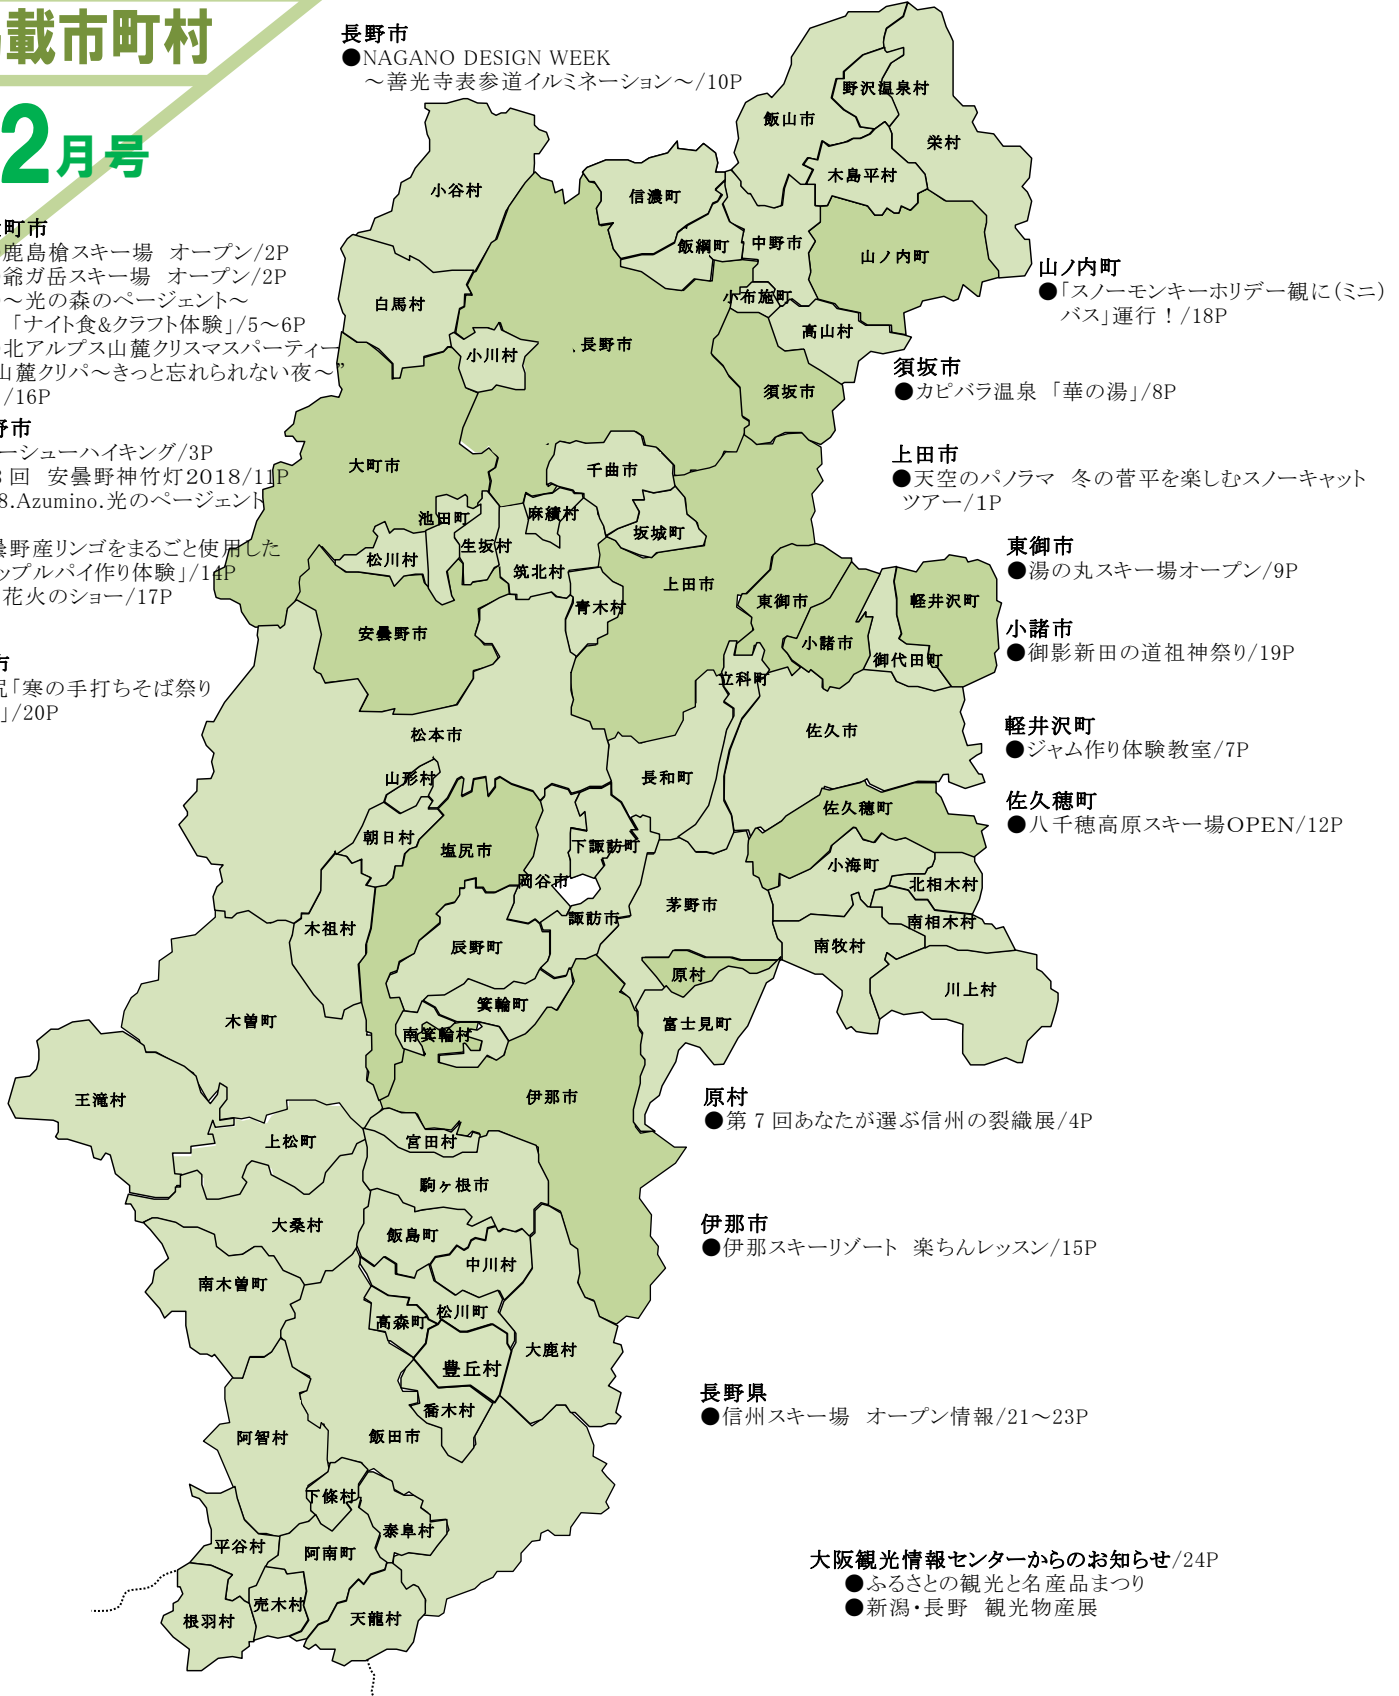 載市町村
2月号
長野市
●NAGANO DESIGN WEEK
～善光寺表参道イルミネーション～/10P
町市
鹿島槍スキー場 オープン/2P
爺ガ岳スキー場 オープン/2P
～光の森のページェント～
「ナイト食&クラフト体験」/5～6P
北アルプス山麓クリスマスパーティー
山麓クリパ～きっと忘れられない夜～”
/16P
野市
ーシューハイキング/3P
回 安曇野神竹灯2018/11P
8.Azumino.光のページェント
曇野産リンゴをまるごと使用した
ップルパイ作り体験」/14P
花火のショー/17P
市
尻「寒の手打ちそば祭り
」/20P
山ノ内町
●「スノーモンキーホリデー観に(ミニ)
バス」運行！/18P
須坂市
●カピバラ温泉 「華の湯」/8P
上田市
●天空のパノラマ 冬の菅平を楽しむスノーキャット
ツアー/1P
東御市
●湯の丸スキー場オープン/9P
小諸市
●御影新田の道祖神祭り/19P
軽井沢町
●ジャム作り体験教室/7P
佐久穂町
●八千穂高原スキー場OPEN/12P
原村
●第7回あなたが選ぶ信州の裂織展/4P
伊那市
●伊那スキーリゾート 楽ちんレッスン/15P
長野県
●信州スキー場 オープン情報/21～23P
大阪観光情報センターからのお知らせ/24P
●ふるさとの観光と名産品まつり
●新潟・長野 観光物産展
野沢温泉村
飯山市
栄村
木島平村
小谷村
信濃町
飯綱町
中野市
山ノ内町
白馬村
小布施町
高山村
小川村
、長野市
須坂市
大町市
千曲市
池田町
麻績村
坂城町
生坂村
松川村
筑北村
上田市
青木村
東御市
軽井沢町
安曇野市
小諸市
御代田町
立科町
松本市
佐久市
山形村
長和町
佐久穂町
朝日村
塩尻市
下諏訪町
小海町
岡谷市
北相木村
茅野市
諏訪市
南相木村
木祖村
辰野町
南牧村
原村
川上村
箕輪町
木曽町
富士見町
南箕輪村
王滝村
伊那市
上松町
宮田村
駒ヶ根市
大桑村
飯島町
中川村
南木曽町
松川町
高森町
大鹿村
豊丘村
喬木村
飯田市
阿智村
下條村
泰阜村
平谷村
阿南町
売木村
天龍村
根羽村